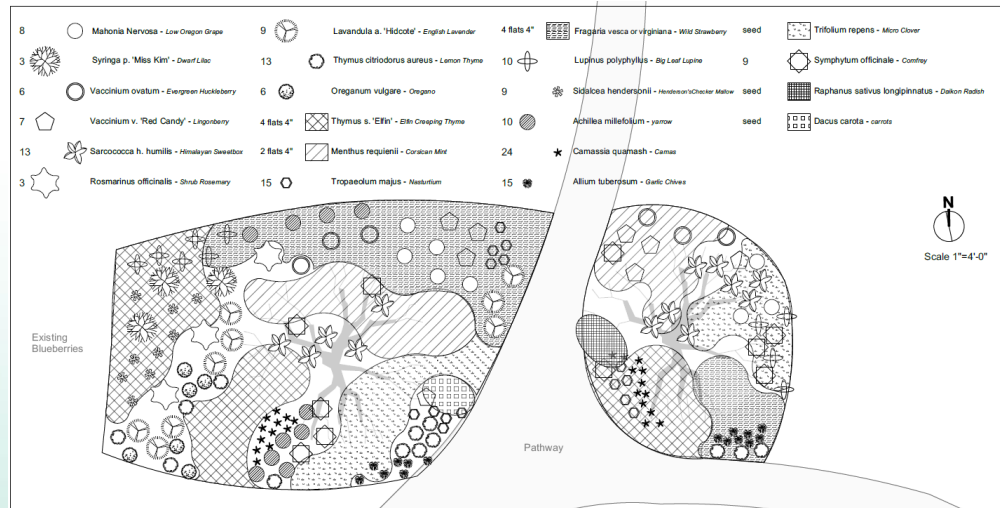 8 Mahonia Nervosa - Low Oregon Grape
3 Syringa p. 'Miss Kim' - Dwarf Lilac
6 Vaccinium ovatum - Evergreen Huckleberry
7 Vaccinium v. 'Red Candy' - Lingonberry
13 Sarcococca h. humilis - Himalayan Sweetbox
3 Rosmarinus officinalis - Shrub Rosemary
9 Lavandula a. 'Hidcote' - English Lavender
13 Thymus citriodorus aureus - Lemon Thyme
6 Oreganum vulgare - Oregano
4 flats 4" Thymus s. 'Elfin' - Elfin Creeping Thyme
2 flats 4" Menthus requienii - Corsican Mint
15 Tropaeolum majus - Nasturtium
4 flats 4" Fragaria vesca or virginiana - Wild Strawberry
10 Lupinus polyphyllus - Big Leaf Lupine
9 Sidalcea hendersonii - Henderson'sChecker Mallow
10 Achillea millefolium - yarrow
24 Camassia quamash - Camas
15 Allium tuberosum - Garlic Chives
seed Trifolium repens - Micro Clover
9 Symphytum officinale - Comfrey
seed Raphanus sativus longipinnatus - Daikon Radish
seed Dacus carota - carrots
N
Scale 1"=4'-0"
Existing
Blueberries
Pathway